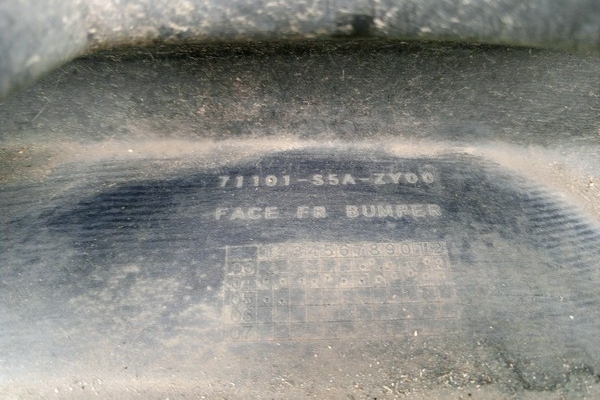 71101-S5A-ZY00
FACE FR BUMPER